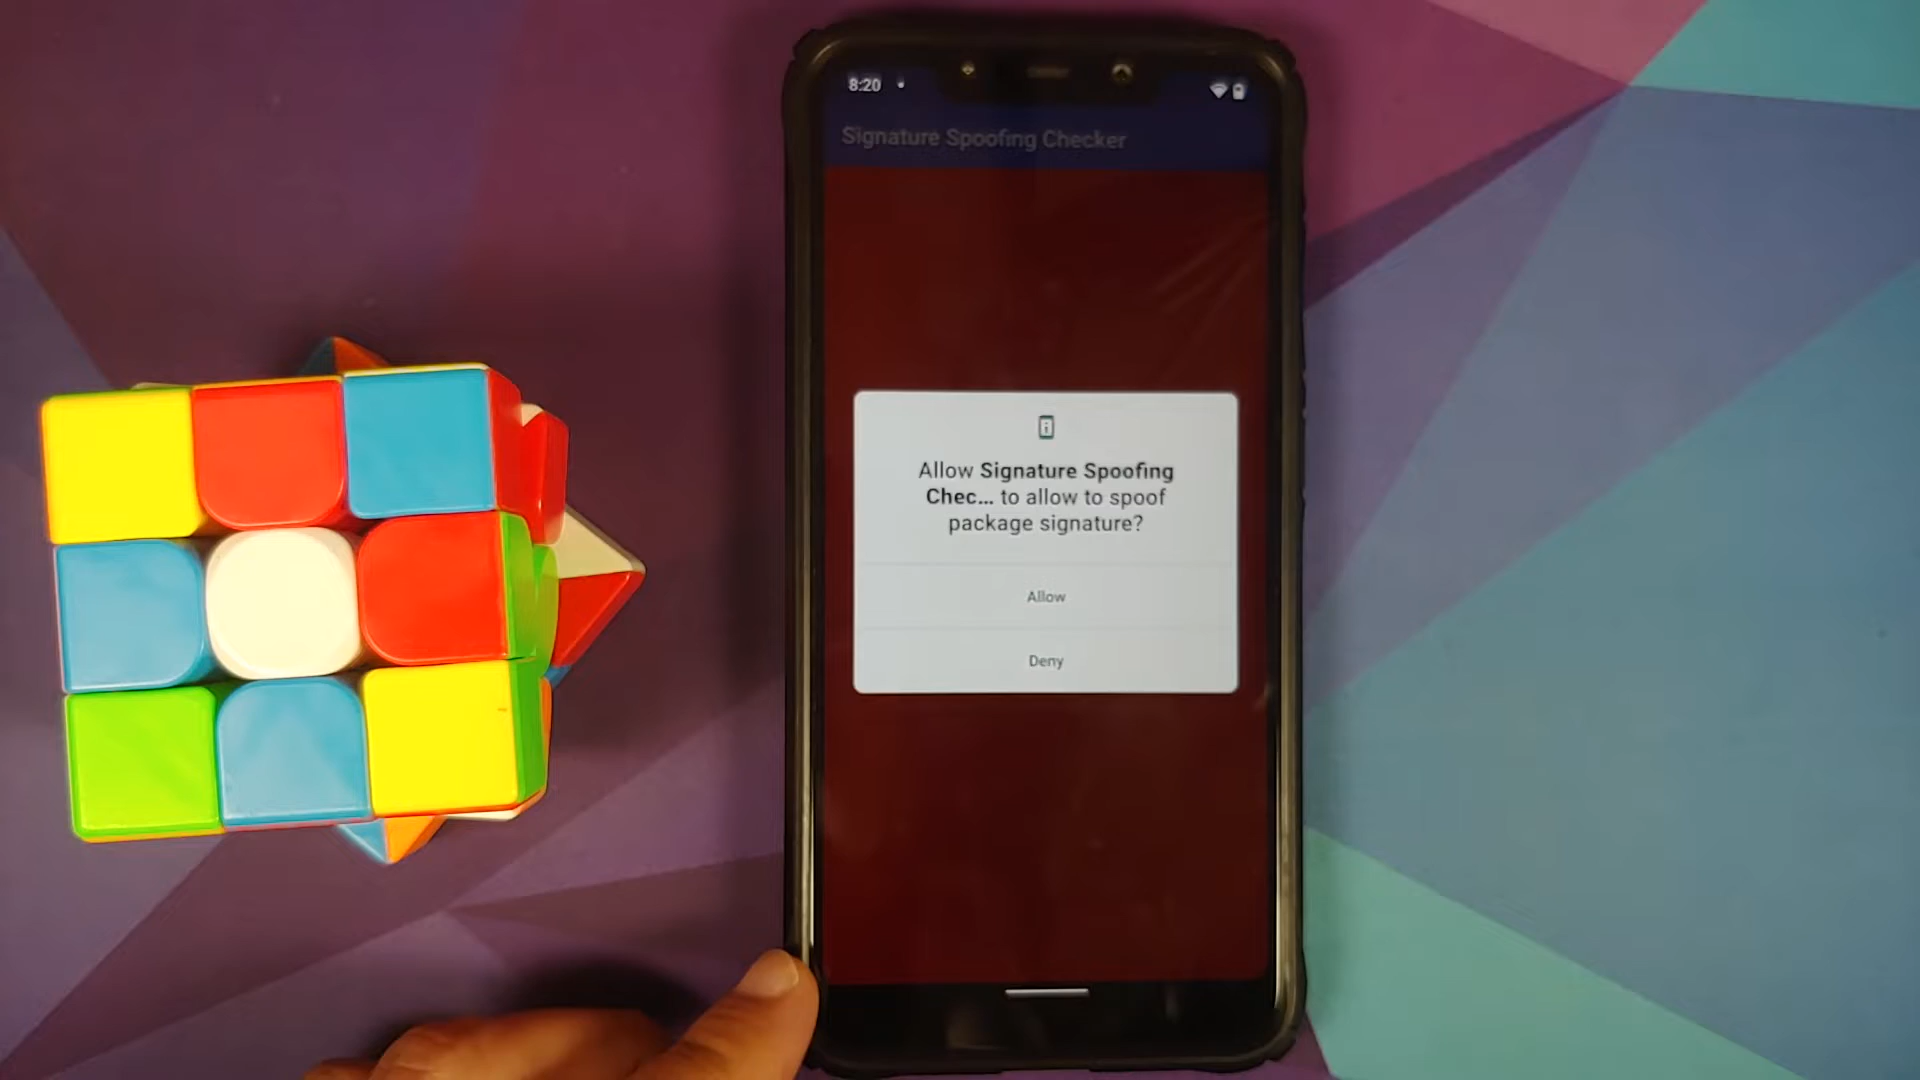 8:20
Signature Spoofing Checker
Allow Signature Spoofing
Chec... to allow to spoof
package signature?
Allow
Deny